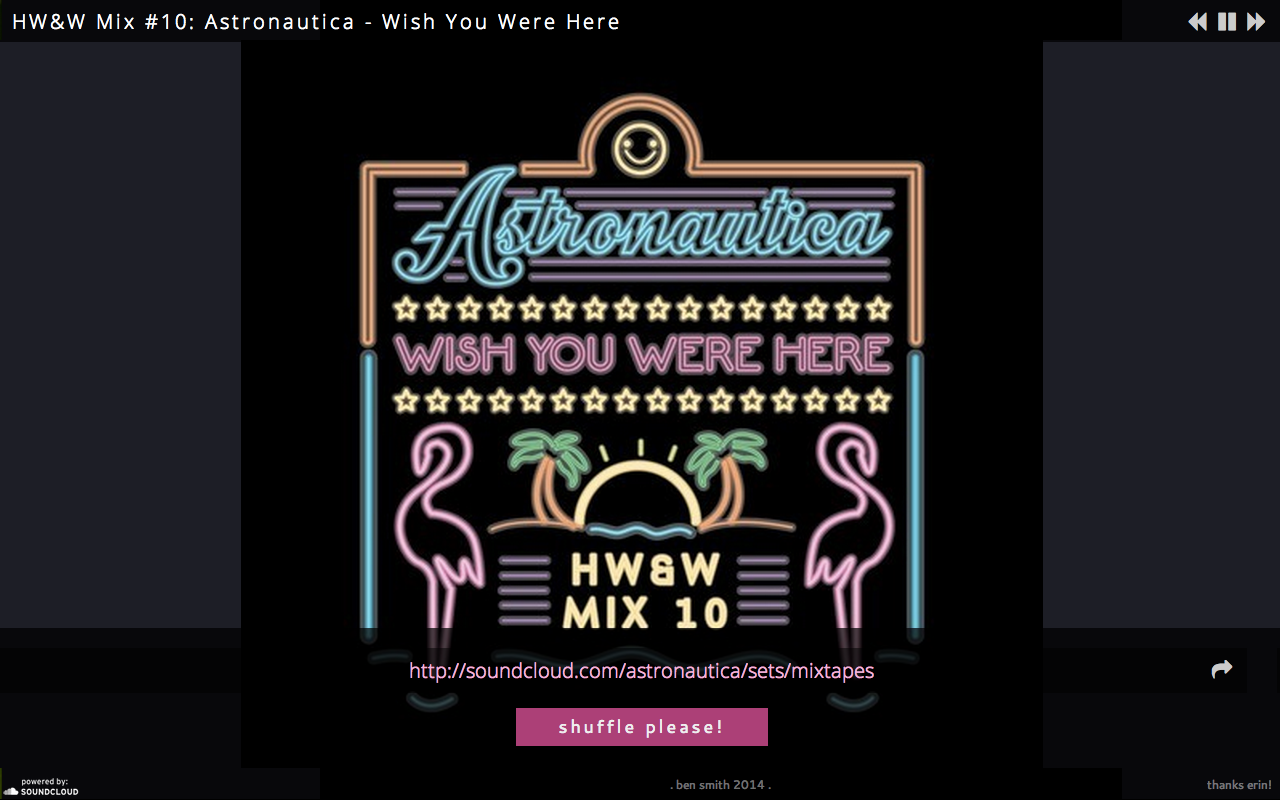 HW&W Mix #10: Astronautica - Wish You Were Here
Astronautica
WISH YOU WERE HERE
HW&W
MIX 10
http://soundcloud.com/astronautica/sets/mixtapes
shuffle please!
powered by:
SOUNDCLOUD
. ben smith 2014 .
thanks erin!